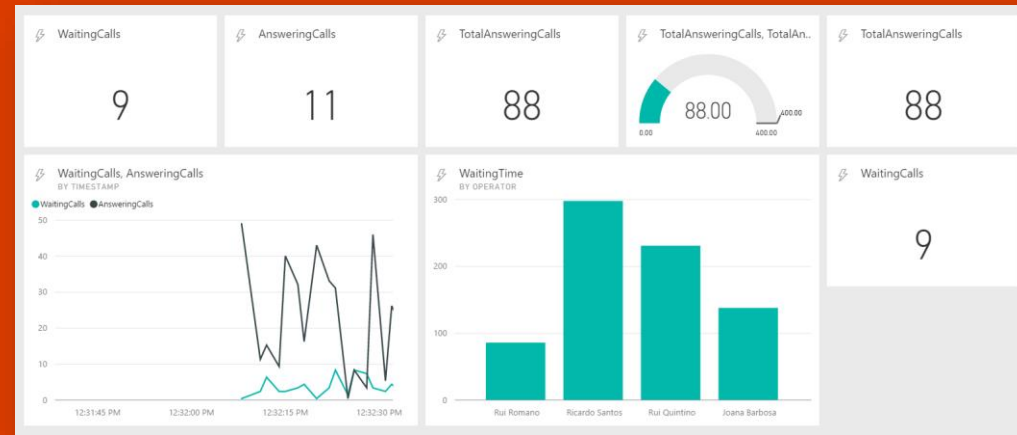 WaitingCalls
9
AnsweringCalls
11
TotalAnsweringCalls
88
TotalAnsweringCalls, TotalAn..
88.00
0.00
400.00
400.00
TotalAnsweringCalls
88
WaitingCalls, AnsweringCalls
BY TIMESTAMP
WaitingCalls AnsweringCalls
50
40
30
20
10
0
12:31:45 PM 12:32:00 PM 12:32:15 PM 12:32:30 PM
WaitingTime
BY OPERATOR
300
200
100
0
Rui Romano Ricardo Santos Rui Quintino Joana Barbosa
WaitingCalls
9